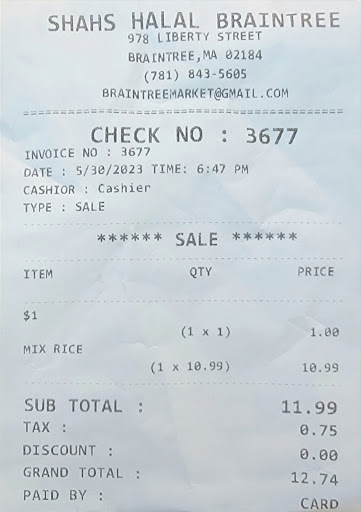 SHAHS HALAL BRAINTREE
978 LIBERTY STREET
BRAINTREE,MA 02184
(781) 843-5605
BRAINTREEMARKET@GMAIL.COM
CHECK NO : 3677
INVOICE NO : 3677
DATE : 5/30/2023 TIME: 6:47 PM
CASHIOR : Cashier
TYPE : SALE
****** SALE ******
ITEM QTY PRICE
$1
(1 x 1) 1.00
MIX RICE
(1 x 10.99) 10.99
SUB TOTAL : 11.99
TAX : 0.75
DISCOUNT : 0.00
GRAND TOTAL : 12.74
PAID BY : CARD